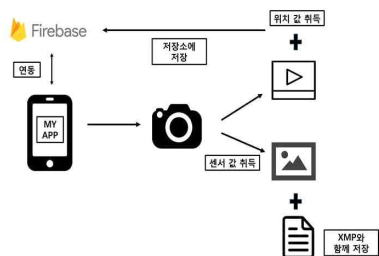 위치 값 취득
Firebase
저장소에
저장
연동
MY
APP
센서 값 취득
XMP와
함께 저장